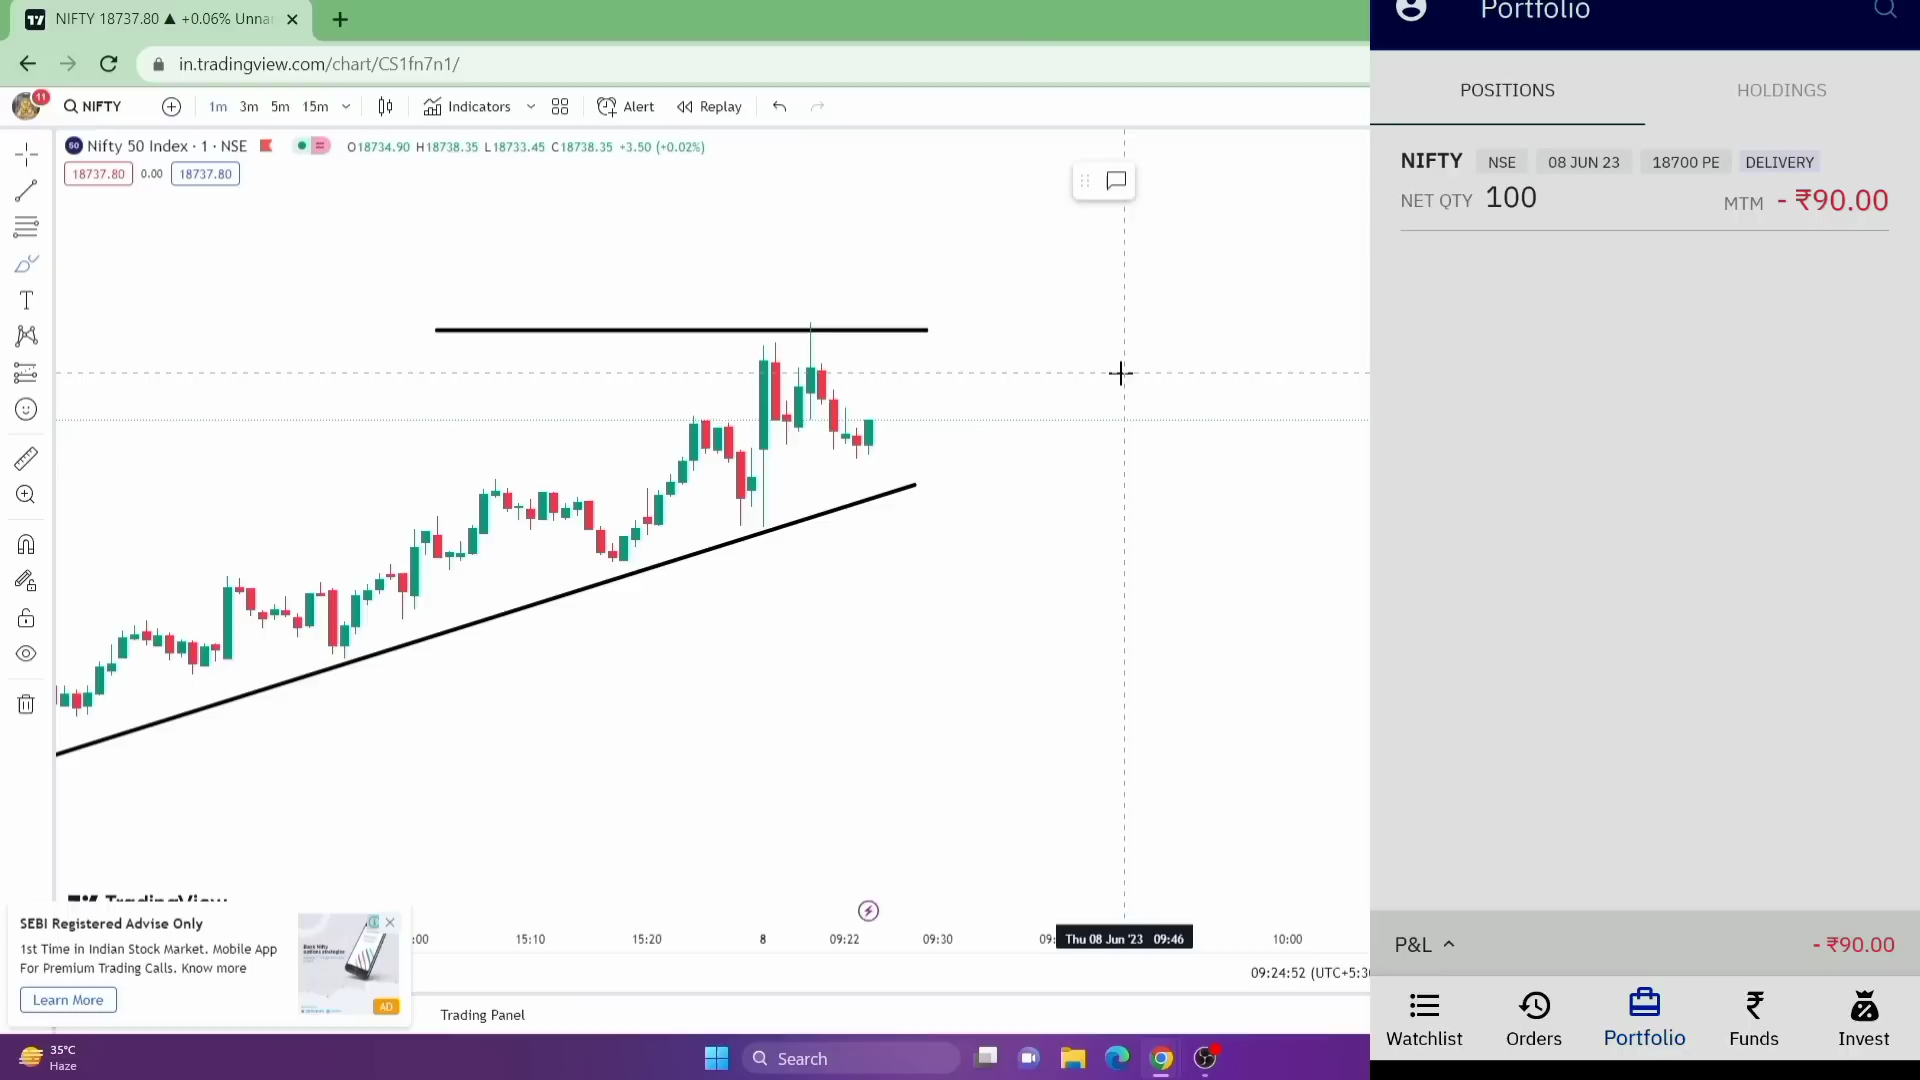 NIFTY 18737.80 ▲ +0.06% Unna
in.tradingview.com/chart/CS1fn7n1/
11 NIFTY 1m 3m 5m 15m Indicators Alert Replay
50 Nifty 50 Index · 1 · NSE O18734.90 H18738.35 L18733.45 C18738.35 +3.50 (+0.02%)
18737.80 0.00 18737.80
TradingView
SEBI Registered Advise Only
1st Time in Indian Stock Market. Mobile App
For Premium Trading Calls. Know more
Learn More
AD
:00 15:10 15:20 8 09:22 09:30 09: Thu 08 Jun '23 09:46 10:00
09:24:52 (UTC+5:3
Trading Panel
35°C
Haze
Search
Portfolio
POSITIONS HOLDINGS
NIFTY NSE 08 JUN 23 18700 PE DELIVERY
NET QTY 100 MTM - ₹90.00
P&L - ₹90.00
Watchlist Orders Portfolio Funds Invest